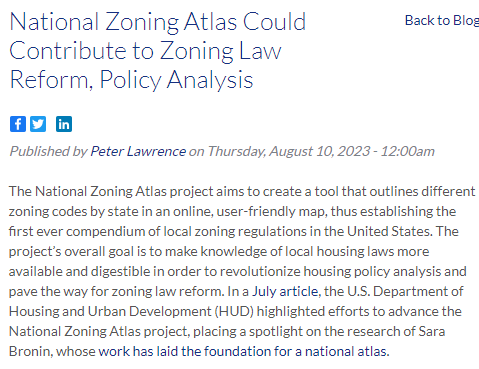 National Zoning Atlas Could
Contribute to Zoning Law
Reform, Policy Analysis
Back to Blog
Published by Peter Lawrence on Thursday, August 10, 2023 - 12:00am
The National Zoning Atlas project aims to create a tool that outlines different
zoning codes by state in an online, user-friendly map, thus establishing the
first ever compendium of local zoning regulations in the United States. The
project's overall goal is to make knowledge of local housing laws more
available and digestible in order to revolutionize housing policy analysis and
pave the way for zoning law reform. In a July article, the U.S. Department of
Housing and Urban Development (HUD) highlighted efforts to advance the
National Zoning Atlas project, placing a spotlight on the research of Sara
Bronin, whose work has laid the foundation for a national atlas.